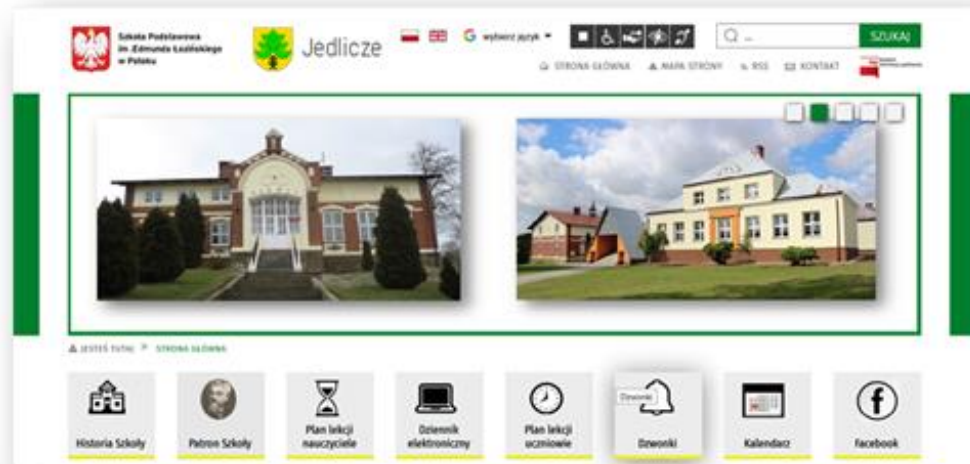 Szkoła Podstawowa
im. Edmunda Łozińskiego
w Potoku
Jedlicze
wybierz język
SZUKAJ
STRONA GŁÓWNA
MAPA STRONY
RSS
KONTAKT
JESTEŚ TUTAJ
STRONA GŁÓWNA
Historia Szkoły
Patron Szkoły
Plan lekcji
nauczyciele
Dziennik
elektroniczny
Plan lekcji
uczniowie
Dzwonki
Dzwonki
Kalendarz
Facebook